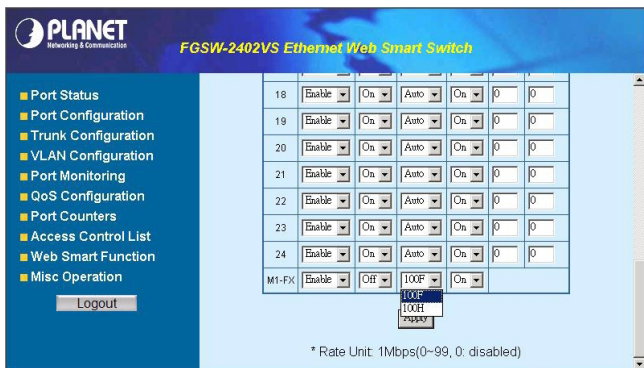 PLANET
Networking & Communication
FGSW-2402VS Ethernet Web Smart Switch
Port Status
Port Configuration
Trunk Configuration
VLAN Configuration
Port Monitoring
QoS Configuration
Port Counters
Access Control List
Web Smart Function
Misc Operation
Logout
18 Enable On Auto On 0 0
19 Enable On Auto On 0 0
20 Enable On Auto On 0 0
21 Enable On Auto On 0 0
22 Enable On Auto On 0 0
23 Enable On Auto On 0 0
24 Enable On Auto On 0 0
M1-FX Enable Off 100F On
100F
100H
Apply
* Rate Unit: 1Mbps(0~99, 0: disabled)